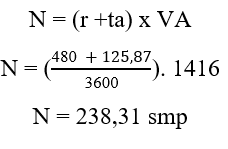 N = (r +ta) x VA
N = (480 + 125,87 / 3600). 1416
N = 238,31 smp